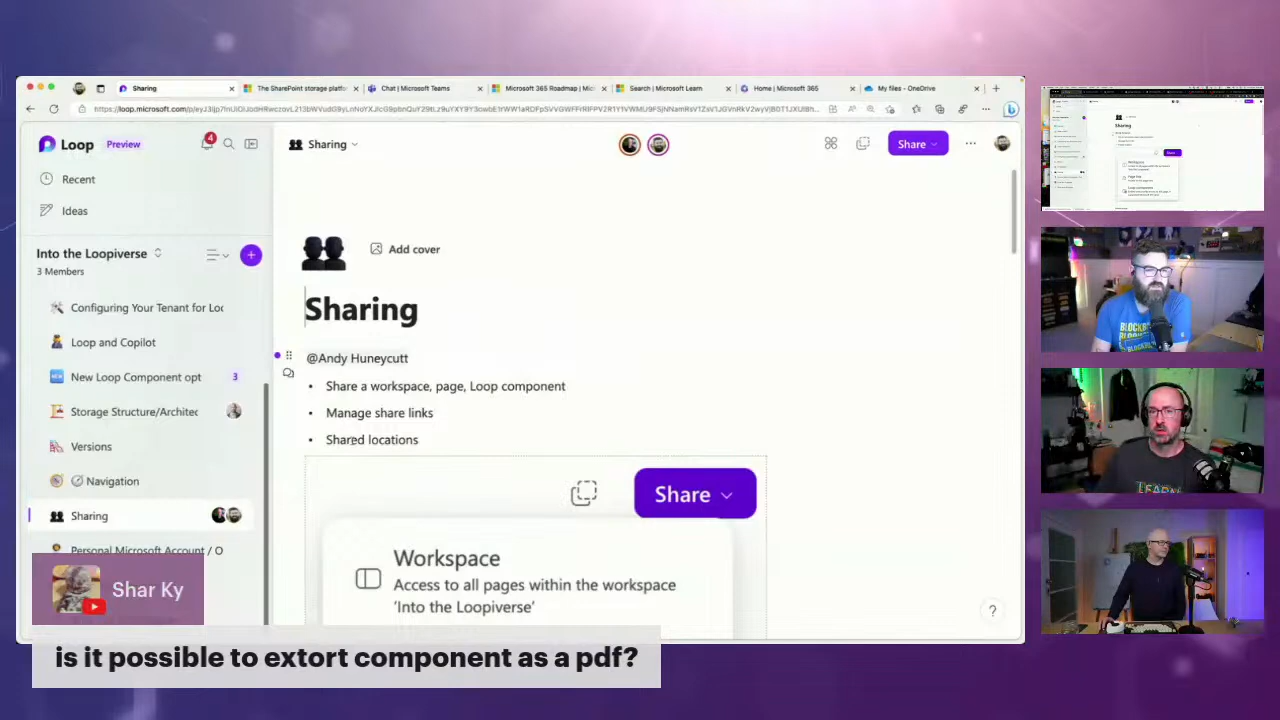 Sharing
The SharePoint storage platfo
Chat | Microsoft Teams
Microsoft 365 Roadmap | Mic
Search | Microsoft Learn
Home | Microsoft 365
My files - OneDrive
Loop Preview
4
Sharing
Share
Recent
Ideas
Into the Loopiverse
3 Members
Configuring Your Tenant for Loo
Loop and Copilot
New Loop Component opt
3
Storage Structure/Architec
Versions
Navigation
Sharing
Personal Microsoft Account / O
Add cover
Sharing
@Andy Huneycutt
• Share a workspace, page, Loop component
• Manage share links
• Shared locations
Share
Workspace
Access to all pages within the workspace
'Into the Loopiverse'
?
Shar Ky
is it possible to extort component as a pdf?